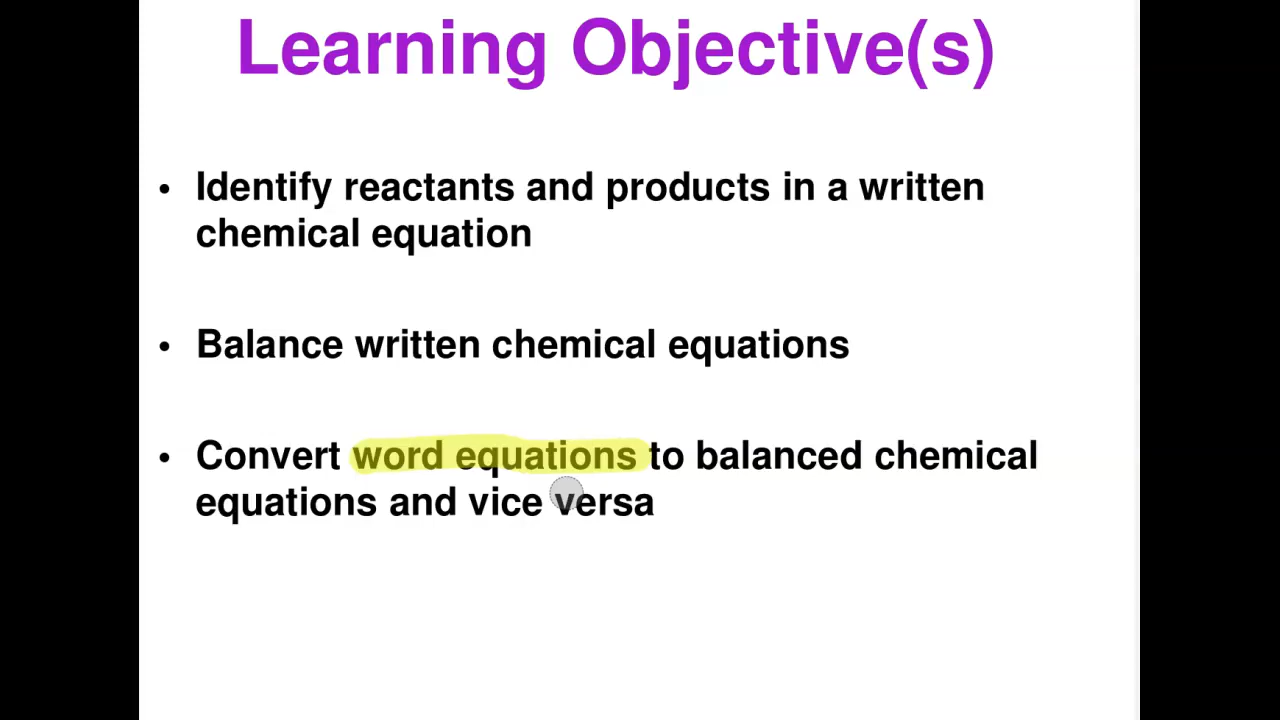 Learning Objective(s)
• Identify reactants and products in a written
chemical equation
• Balance written chemical equations
• Convert word equations to balanced chemical
equations and vice versa